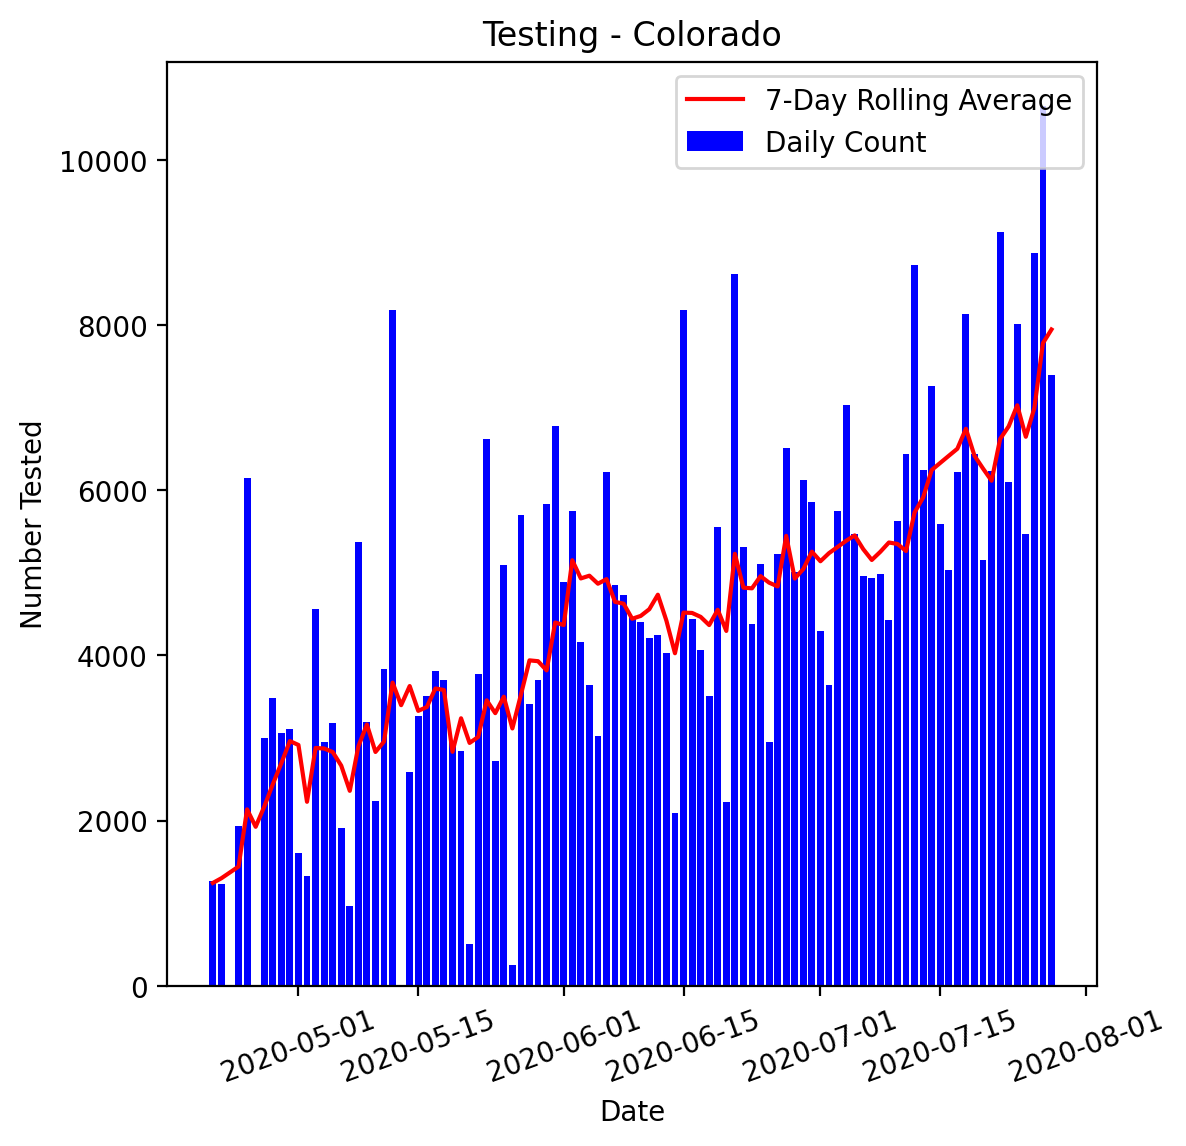 Testing - Colorado
7-Day Rolling Average
Daily Count
10000
8000
6000
4000
2000
0
Number Tested
2020-05-01
2020-05-15
2020-06-01
2020-06-15
2020-07-01
2020-07-15
2020-08-01
Date